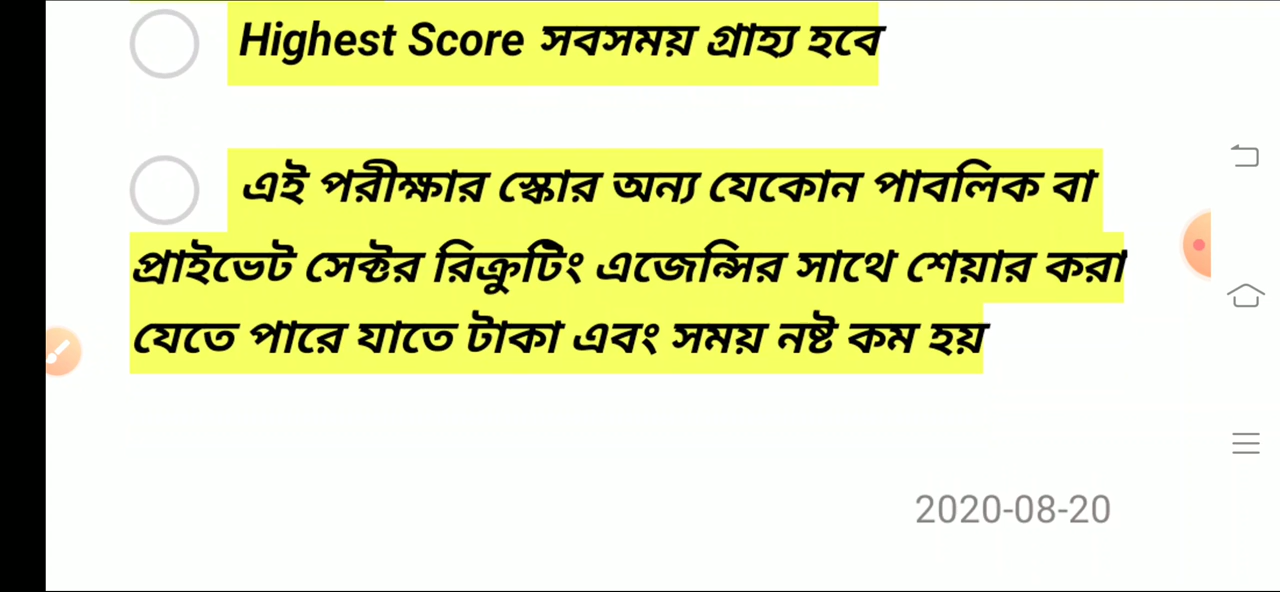 Highest Score সবসময় গ্রাহ্য হবে
এই পরীক্ষার স্কোর অন্য যেকোন পাবলিক বা
প্রাইভেট সেক্টর রিক্রুটিং এজেন্সির সাথে শেয়ার করা
যেতে পারে যাতে টাকা এবং সময় নষ্ট কম হয়
2020-08-20